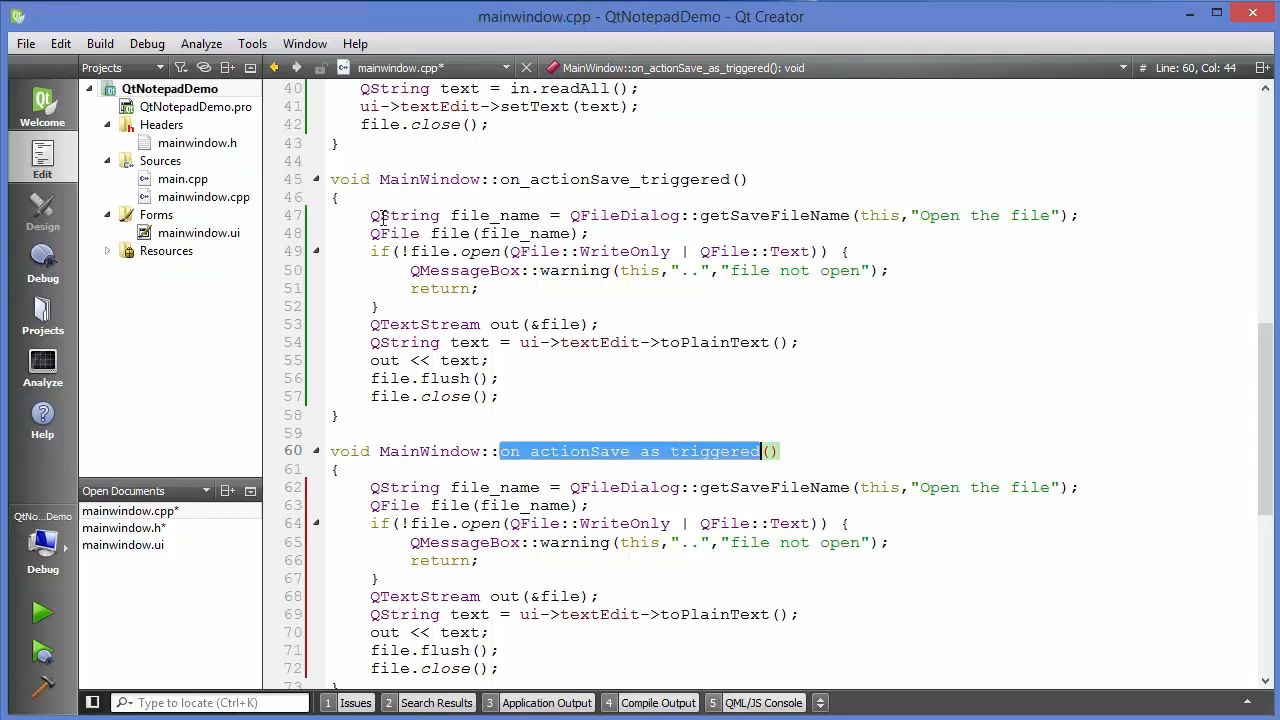 mainwindow.cpp - QtNotepadDemo - Qt Creator
File Edit Build Debug Tools Analyze Window Help
Projects mainwindow.cpp* MainWindow::on_actionSave_as_triggered(): void # Line: 60, Col: 44
Welcome
Edit
Design
Debug
Projects
Analyze
Help
QtNo...Demo
Debug
QtNotepadDemo
QtNotepadDemo.pro
Headers
mainwindow.h
Sources
main.cpp
mainwindow.cpp
Forms
mainwindow.ui
Resources
Open Documents
mainwindow.cpp*
mainwindow.h*
mainwindow.ui
40 QString text = in.readAll();
41 ui->textEdit->setText(text);
42 file.close();
43 }
44
45 void MainWindow::on_actionSave_triggered()
46 {
47 QString file_name = QFileDialog::getSaveFileName(this,"Open the file");
48 QFile file(file_name);
49 if(!file.open(QFile::WriteOnly | QFile::Text)) {
50 QMessageBox::warning(this,"..","file not open");
51 return;
52 }
53 QTextStream out(&file);
54 QString text = ui->textEdit->toPlainText();
55 out << text;
56 file.flush();
57 file.close();
58 }
59
60 void MainWindow::on_actionSave_as_triggered()
61 {
62 QString file_name = QFileDialog::getSaveFileName(this,"Open the file");
63 QFile file(file_name);
64 if(!file.open(QFile::WriteOnly | QFile::Text)) {
65 QMessageBox::warning(this,"..","file not open");
66 return;
67 }
68 QTextStream out(&file);
69 QString text = ui->textEdit->toPlainText();
70 out << text;
71 file.flush();
72 file.close();
73 }
Type to locate (Ctrl+K) 1 Issues 2 Search Results 3 Application Output 4 Compile Output 5 QML/JS Console